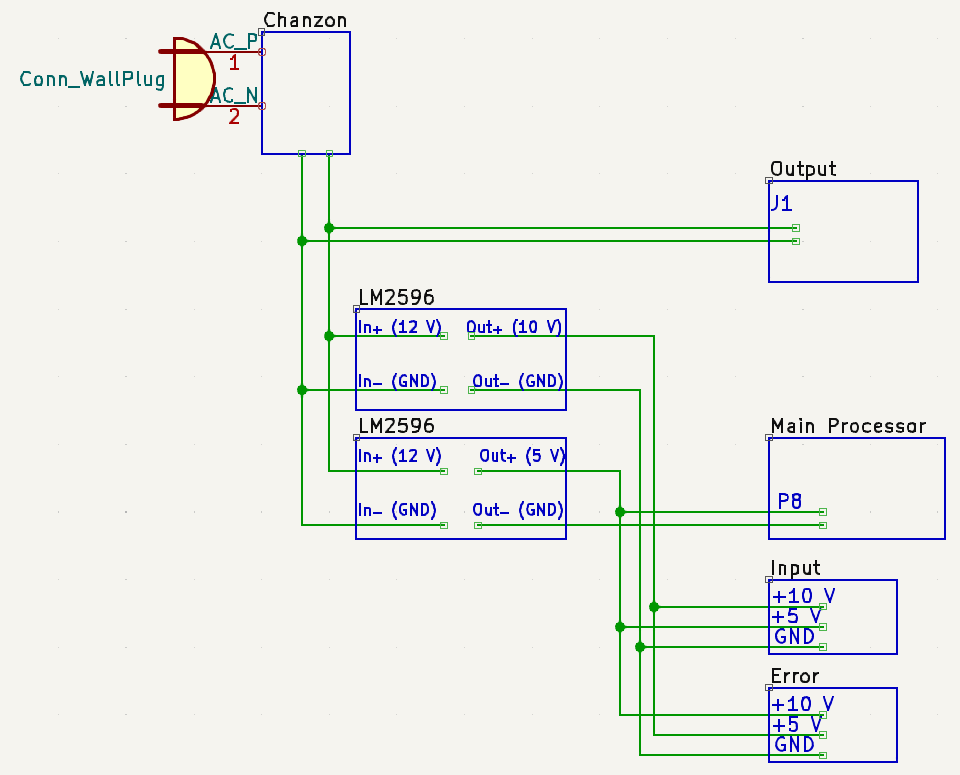 Chanzon
AC_P
1
Conn_WallPlug
AC_N
2
Output
J1
LM2596
In+ (12 V)
Out+ (10 V)
In- (GND)
Out- (GND)
LM2596
In+ (12 V)
Out+ (5 V)
In- (GND)
Out- (GND)
Main Processor
P8
Input
+10 V
+5 V
GND
Error
+10 V
+5 V
GND